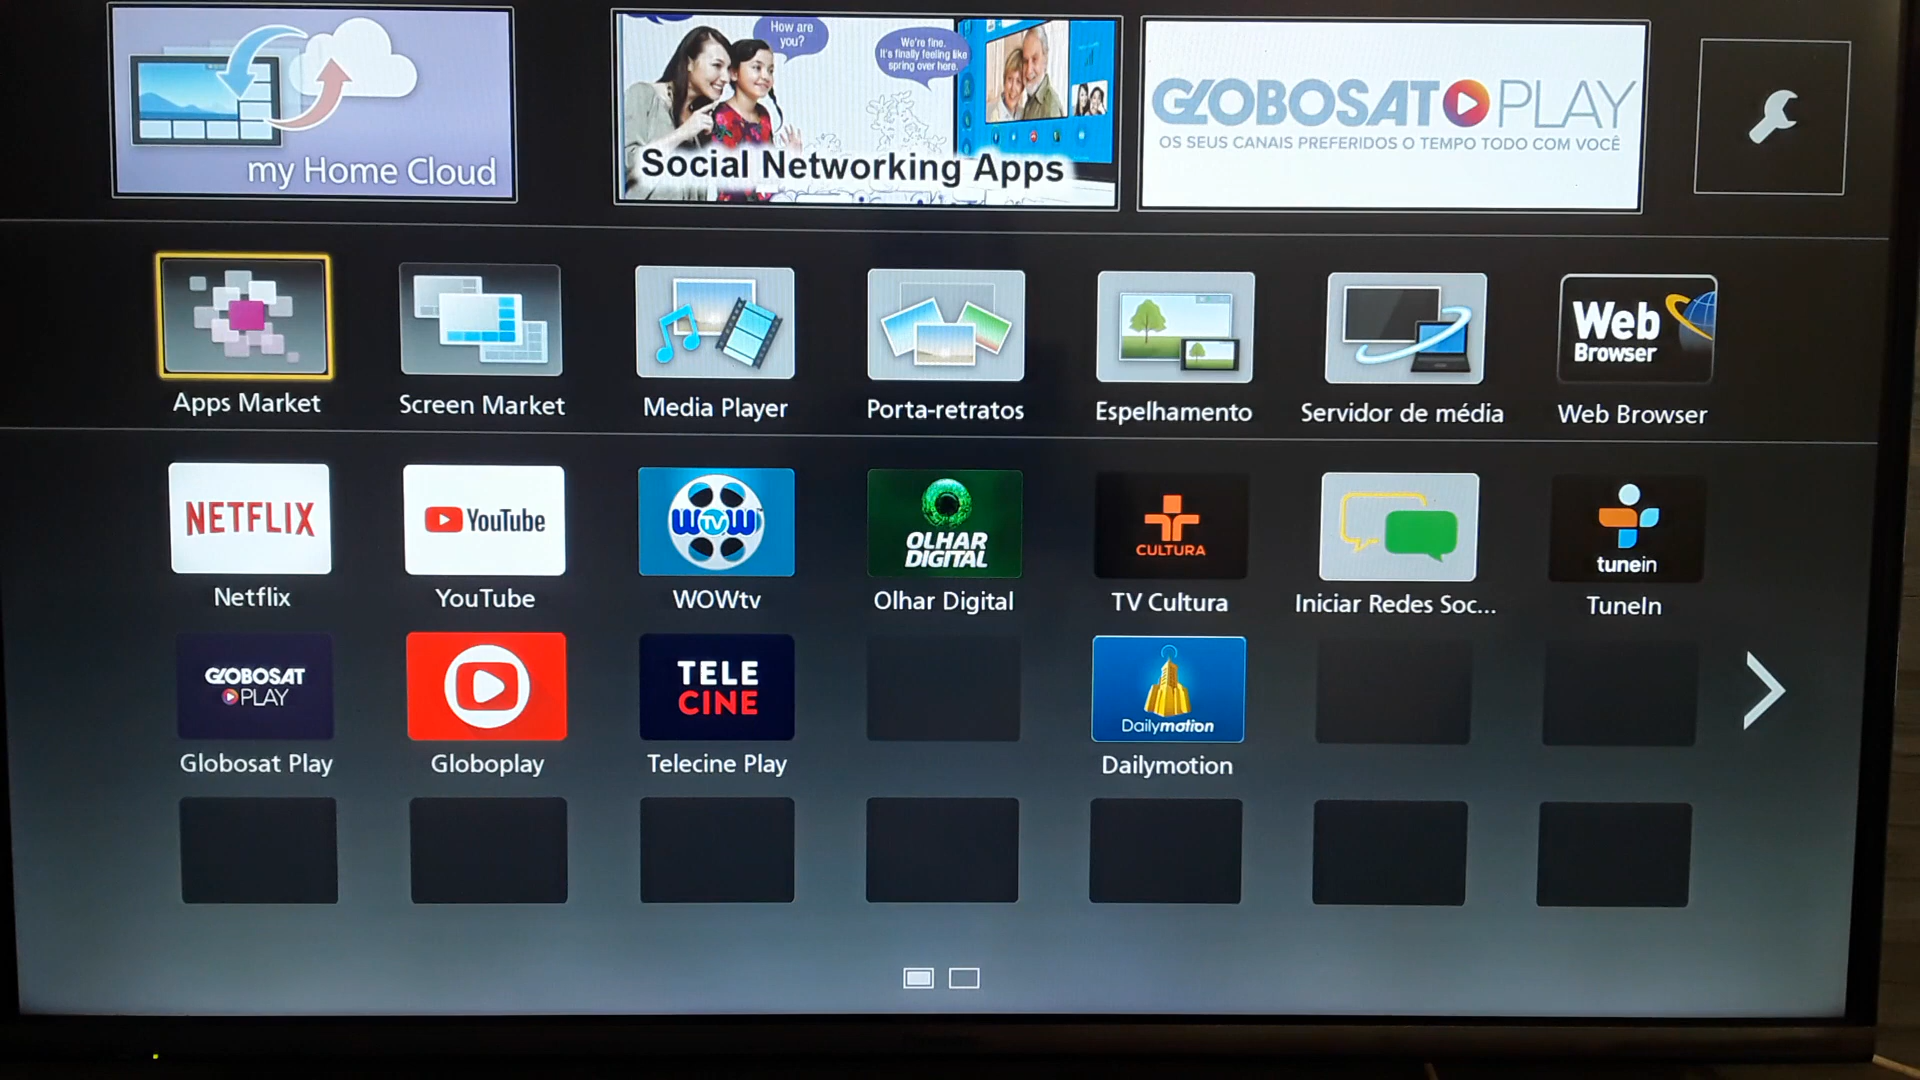 my Home Cloud
How are
you?
We're fine.
It's finally feeling like
spring over here.
Social Networking Apps
GLOBOSAT PLAY
OS SEUS CANAIS PREFERIDOS O TEMPO TODO COM VOCÊ
Web
Browser
Apps Market
Screen Market
Media Player
Porta-retratos
Espelhamento
Servidor de média
Web Browser
NETFLIX
YouTube
WOW
TV
OLHAR
DIGITAL
CULTURA
tunein
Netflix
YouTube
WOWtv
Olhar Digital
TV Cultura
Iniciar Redes Soc...
TuneIn
GLOBOSAT
PLAY
TELE
CINE
Dailymotion
Globosat Play
Globoplay
Telecine Play
Dailymotion